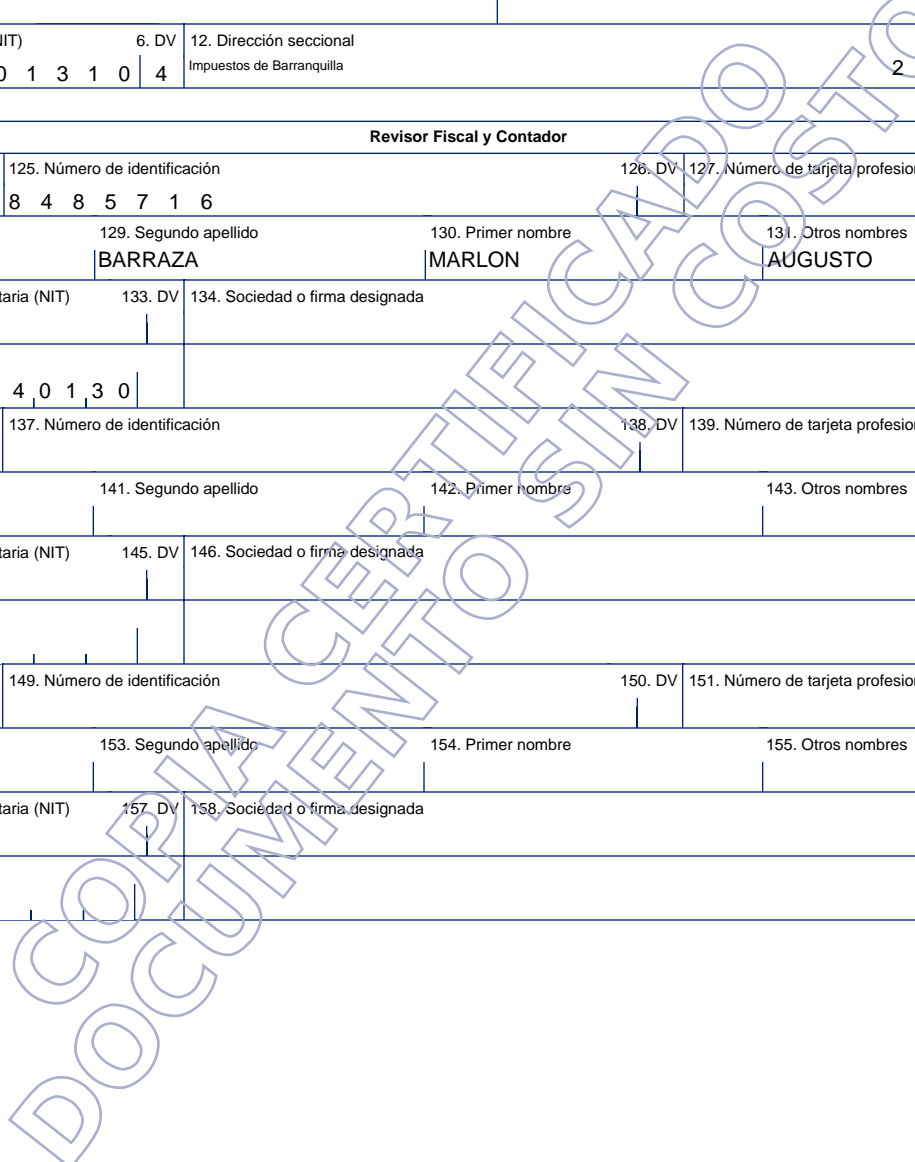 IIT) 6. DV 12. Dirección seccional
0 1 3 1 0 4 Impuestos de Barranquilla 2
Revisor Fiscal y Contador
125. Número de identificación 126. DV 127. Número de tarjeta profesion
8 4 8 5 7 1 6
129. Segundo apellido 130. Primer nombre 131. Otros nombres
BARRAZA MARLON AUGUSTO
taria (NIT) 133. DV 134. Sociedad o firma designada
4 0 1 3 0
137. Número de identificación 138. DV 139. Número de tarjeta profesion
141. Segundo apellido 142. Primer nombre 143. Otros nombres
taria (NIT) 145. DV 146. Sociedad o firma designada
149. Número de identificación 150. DV 151. Número de tarjeta profesion
153. Segundo apellido 154. Primer nombre 155. Otros nombres
taria (NIT) 157. DV 158. Sociedad o firma designada
COPIA CERTIFICADO
DOCUMENTO SIN COSTO